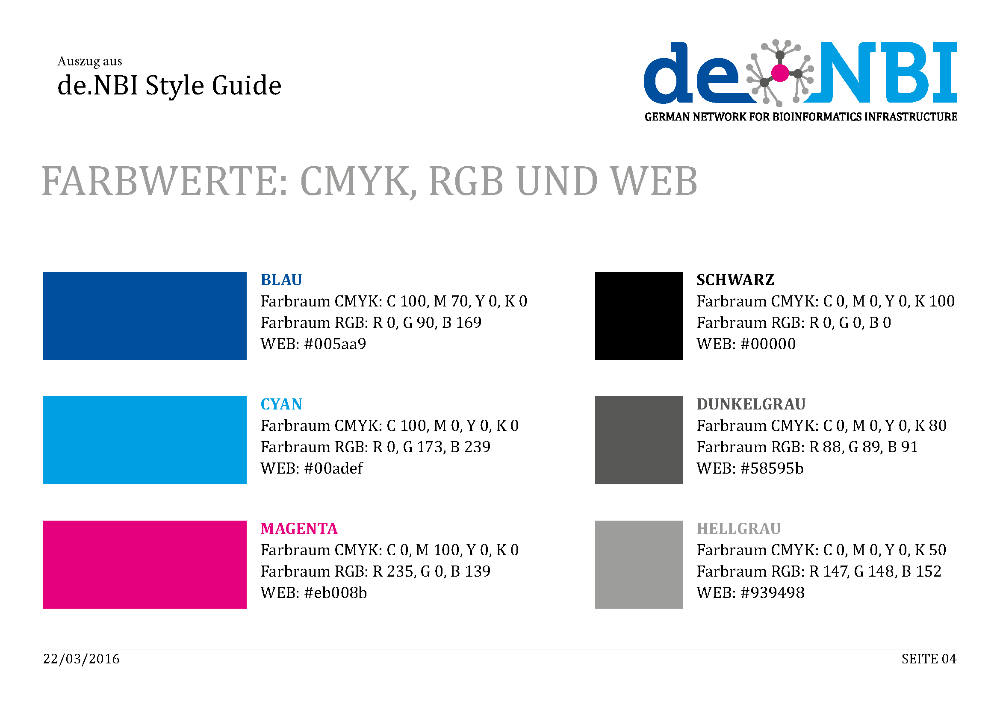 Auszug aus
de.NBI Style Guide
de NBI
GERMAN NETWORK FOR BIOINFORMATICS INFRASTRUCTURE
FARBWERTE: CMYK, RGB UND WEB
BLAU
Farbraum CMYK: C 100, M 70, Y 0, K 0
Farbraum RGB: R 0, G 90, B 169
WEB: #005aa9
SCHWARZ
Farbraum CMYK: C 0, M 0, Y 0, K 100
Farbraum RGB: R 0, G 0, B 0
WEB: #00000
CYAN
Farbraum CMYK: C 100, M 0, Y 0, K 0
Farbraum RGB: R 0, G 173, B 239
WEB: #00adef
DUNKELGRAU
Farbraum CMYK: C 0, M 0, Y 0, K 80
Farbraum RGB: R 88, G 89, B 91
WEB: #58595b
MAGENTA
Farbraum CMYK: C 0, M 100, Y 0, K 0
Farbraum RGB: R 235, G 0, B 139
WEB: #eb008b
HELLGRAU
Farbraum CMYK: C 0, M 0, Y 0, K 50
Farbraum RGB: R 147, G 148, B 152
WEB: #939498
22/03/2016
SEITE 04